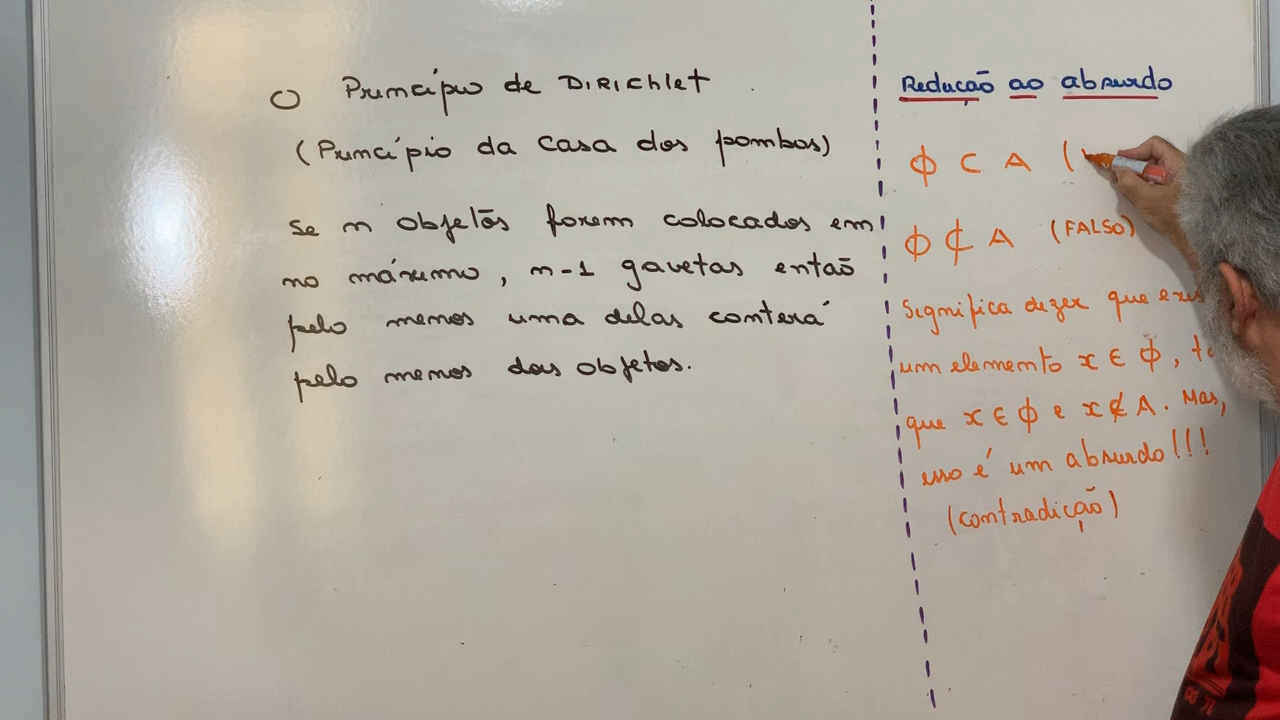 O Princípio de DIRIchlet
(Princípio da casa dos pombos)
Se n objetos forem colocados em
no máximo, n-1 gavetas então
pelo menos uma delas conterá
pelo menos dois objetos.
Redução ao absurdo
ϕ ⊂ A (
ϕ ⊄ A (FALSO)
Significa dizer que
um elemento x ∈ ϕ,
que x ∈ ϕ e x ∉ A. Mas,
isso é um absurdo!!!
(contradição)